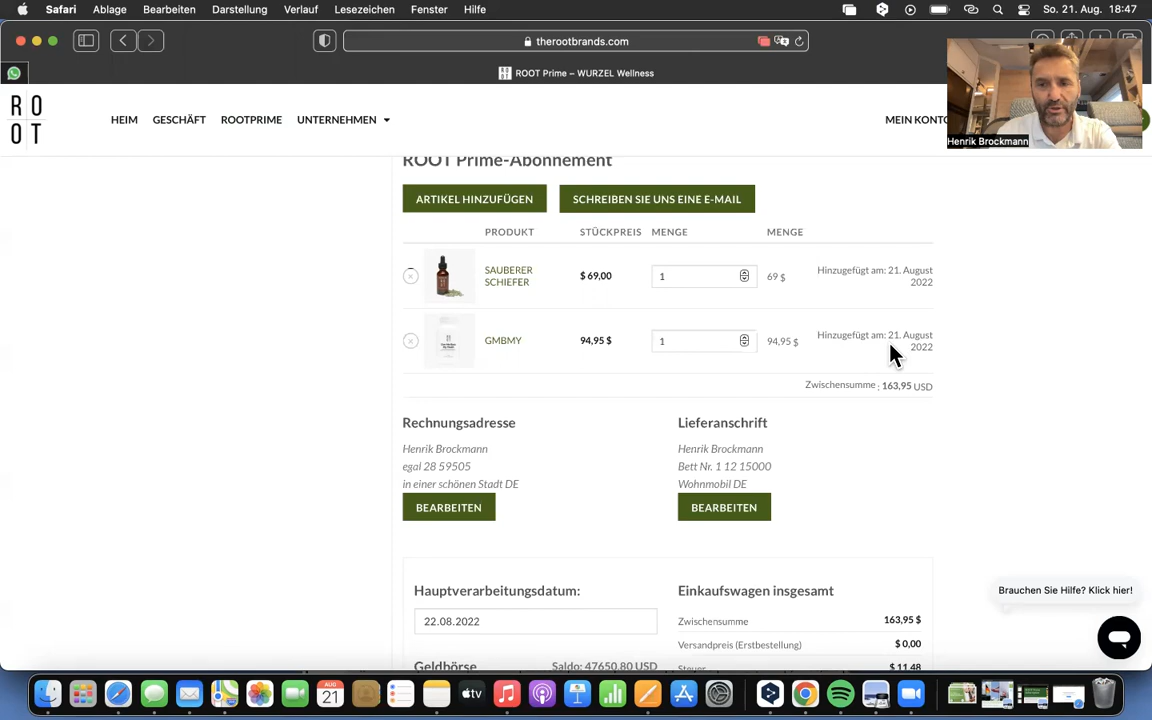 Safari Ablage Bearbeiten Darstellung Verlauf Lesezeichen Fenster Hilfe So. 21. Aug. 18:47
therootbrands.com
ROOT Prime – WURZEL Wellness
RO
OT
HEIM GESCHÄFT ROOTPRIME UNTERNEHMEN MEIN KONTO
Henrik Brockmann
ROOT Prime-Abonnement
ARTIKEL HINZUFÜGEN SCHREIBEN SIE UNS EINE E-MAIL
PRODUKT STÜCKPREIS MENGE MENGE
SAUBERER
SCHIEFER
$ 69,00 1 69 $
Hinzugefügt am: 21. August
2022
GMBMY 94,95 $ 1 94,95 $
Hinzugefügt am: 21. August
2022
Zwischensumme : 163,95 USD
Rechnungsadresse
Henrik Brockmann
egal 28 59505
in einer schönen Stadt DE
BEARBEITEN
Lieferanschrift
Henrik Brockmann
Bett Nr. 1 12 15000
Wohnmobil DE
BEARBEITEN
Hauptverarbeitungsdatum:
22.08.2022
Geldhörse Saldo: 47650.80 USD
Einkaufswagen insgesamt
Zwischensumme 163,95 $
Versandpreis (Erstbestellung) $ 0,00
Steuer $ 11,48
Brauchen Sie Hilfe? Klick hier!
AUG
21
tv